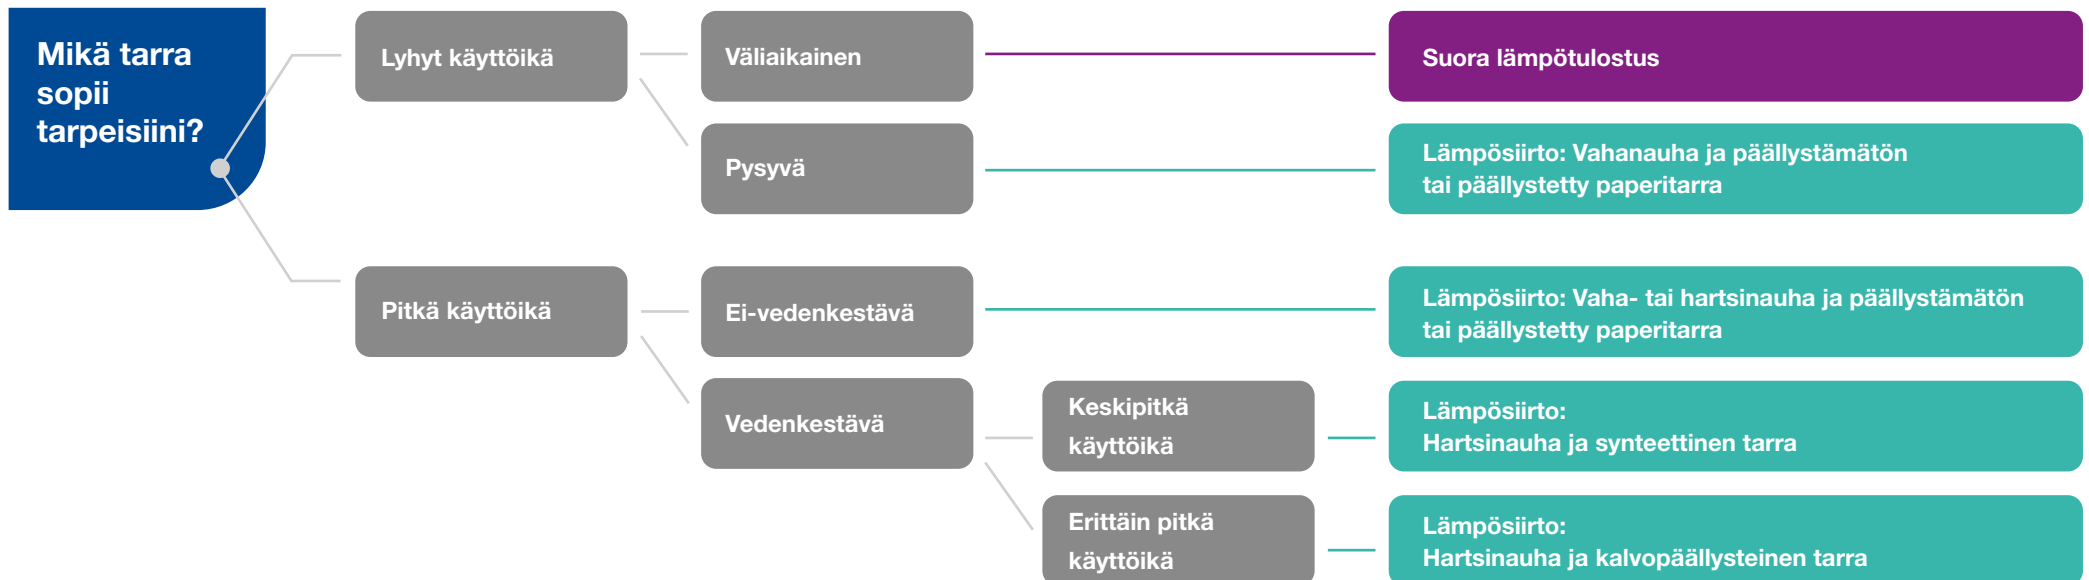 Mikä tarra
sopii
tarpeisiini?
Lyhyt käyttöikä
Väliaikainen
Suora lämpötulostus
Pysyvä
Lämpösiirto: Vahanauha ja päällystämätön
tai päällystetty paperitarra
Pitkä käyttöikä
Ei-vedenkestävä
Lämpösiirto: Vaha- tai hartsinauha ja päällystämätön
tai päällystetty paperitarra
Vedenkestävä
Keskipitkä
käyttöikä
Lämpösiirto:
Hartsinauha ja synteettinen tarra
Erittäin pitkä
käyttöikä
Lämpösiirto:
Hartsinauha ja kalvopäällysteinen tarra